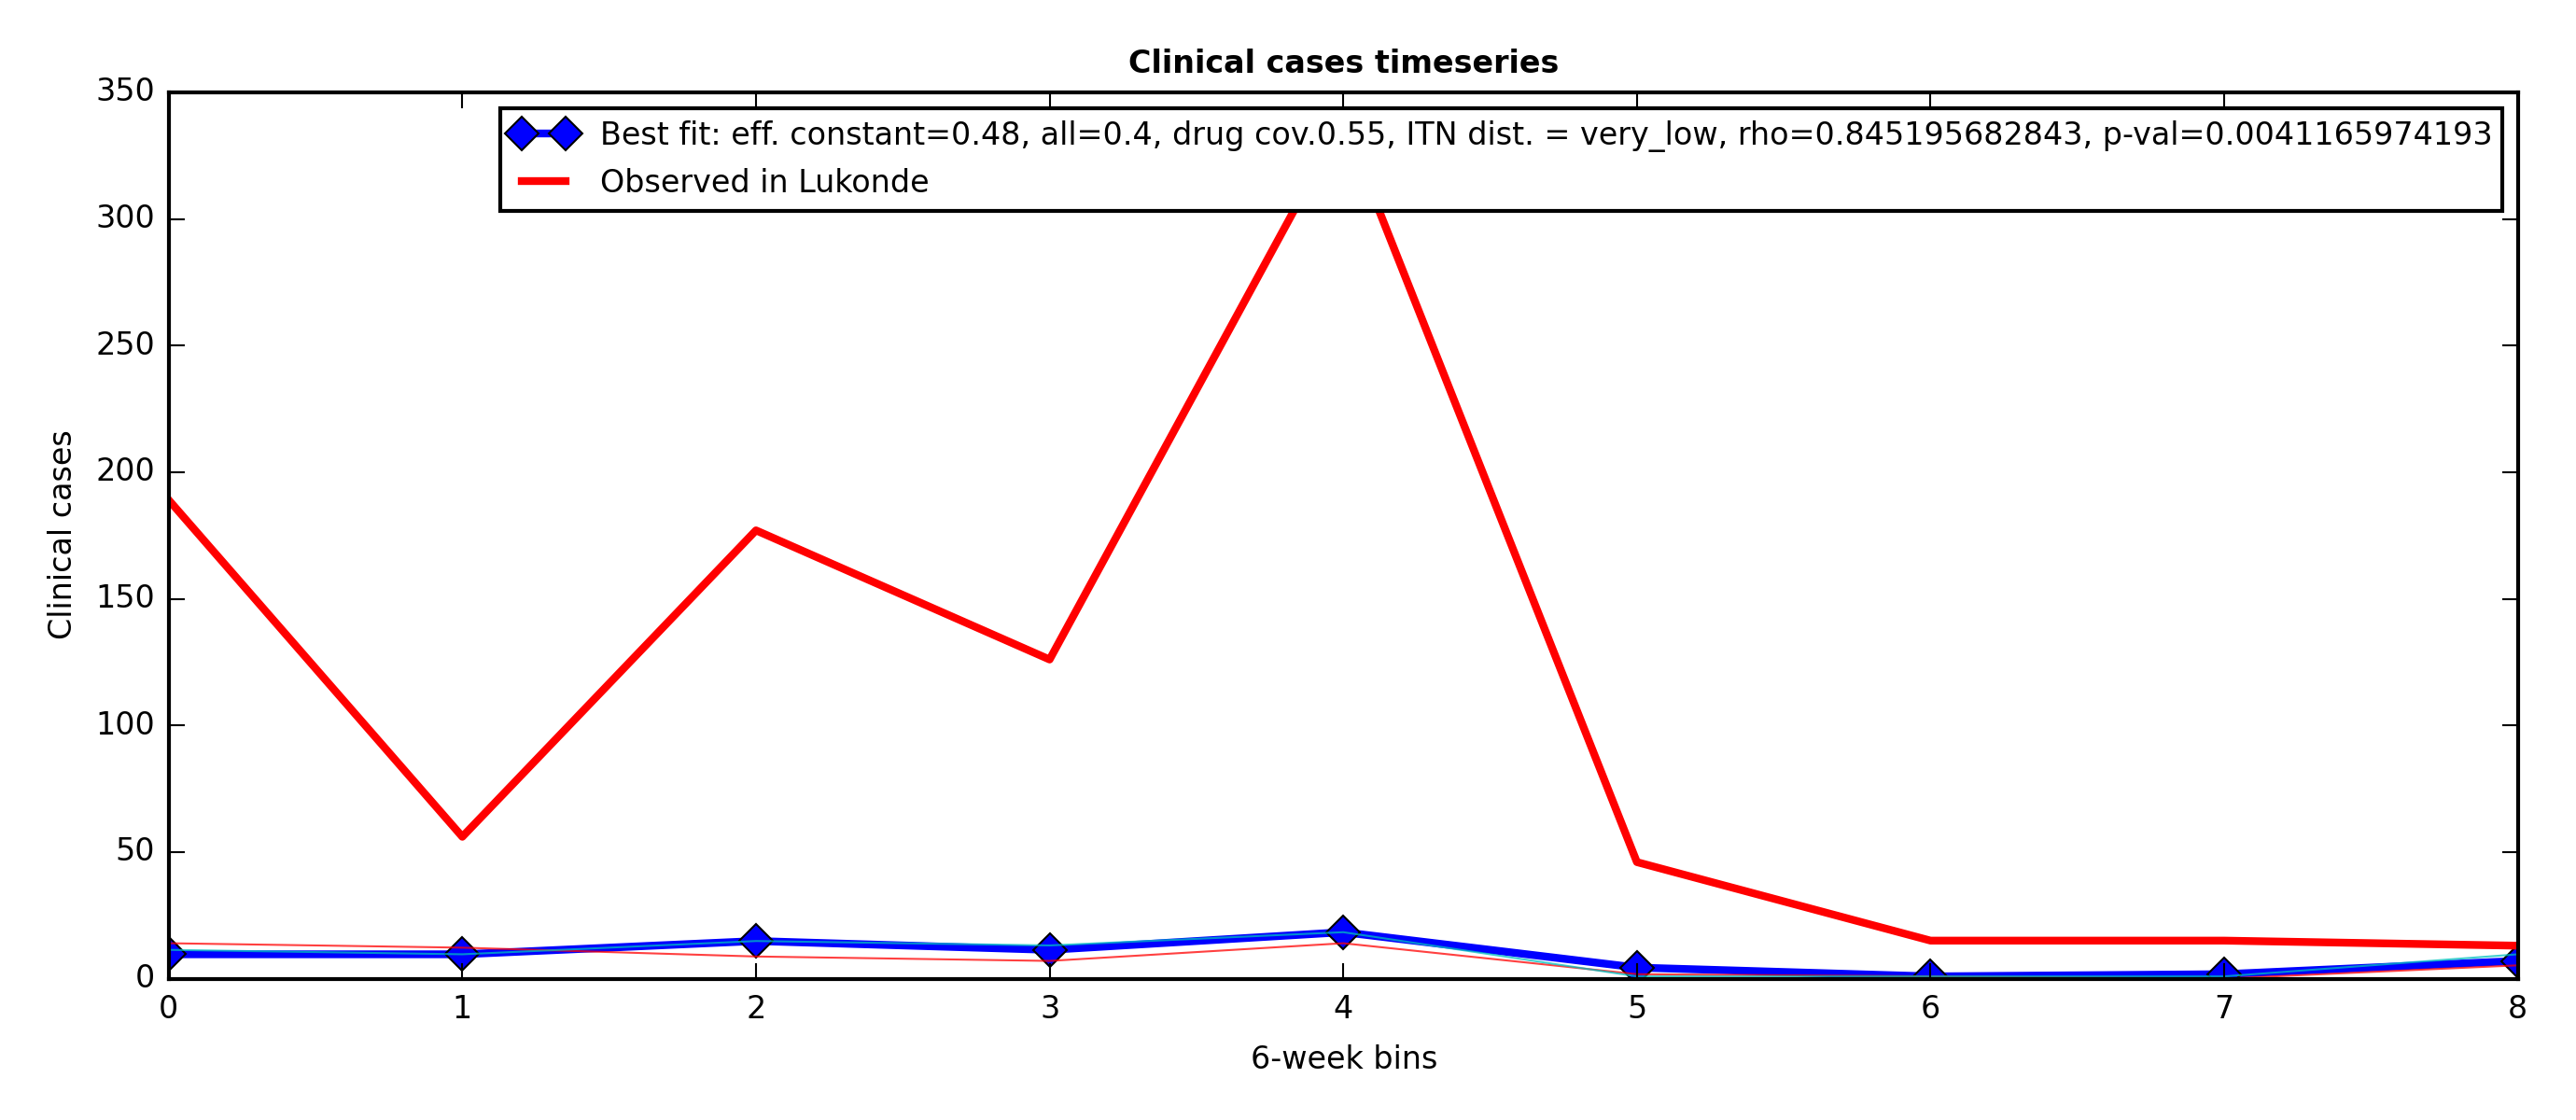 Clinical cases timeseries
350
300
250
200
150
100
50
0
Clinical cases
Best fit: eff. constant=0.48, all=0.4, drug cov.0.55, ITN dist. = very_low, rho=0.845195682843, p-val=0.0041165974193
Observed in Lukonde
0 1 2 3 4 5 6 7 8
6-week bins